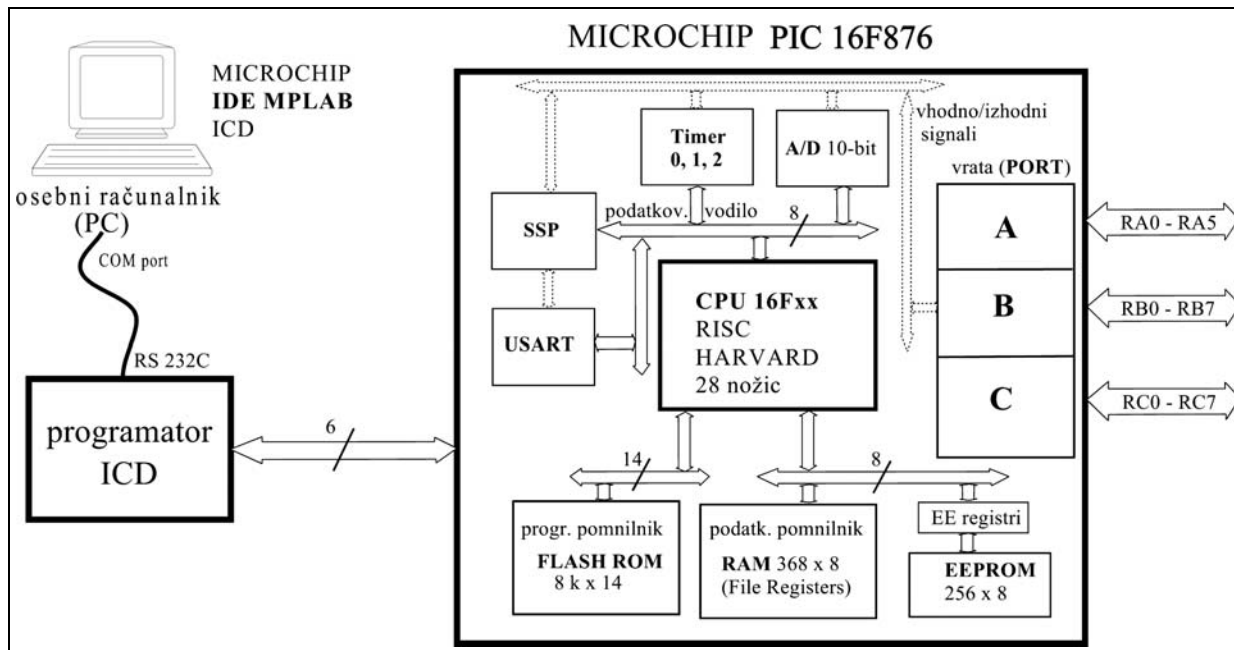 MICROCHIP PIC 16F876
MICROCHIP
IDE MPLAB
ICD
osebni računalnik
(PC)
COM port
RS 232C
programator
ICD
6
Timer
0, 1, 2
A/D 10-bit
vhodno/izhodni
signali
vrata (PORT)
SSP
podatkov. vodilo
8
USART
CPU 16Fxx
RISC
HARVARD
28 nožic
A
B
C
RA0 - RA5
RB0 - RB7
RC0 - RC7
14
8
progr. pomnilnik
FLASH ROM
8 k x 14
podatk. pomnilnik
RAM 368 x 8
(File Registers)
EE registri
EEPROM
256 x 8